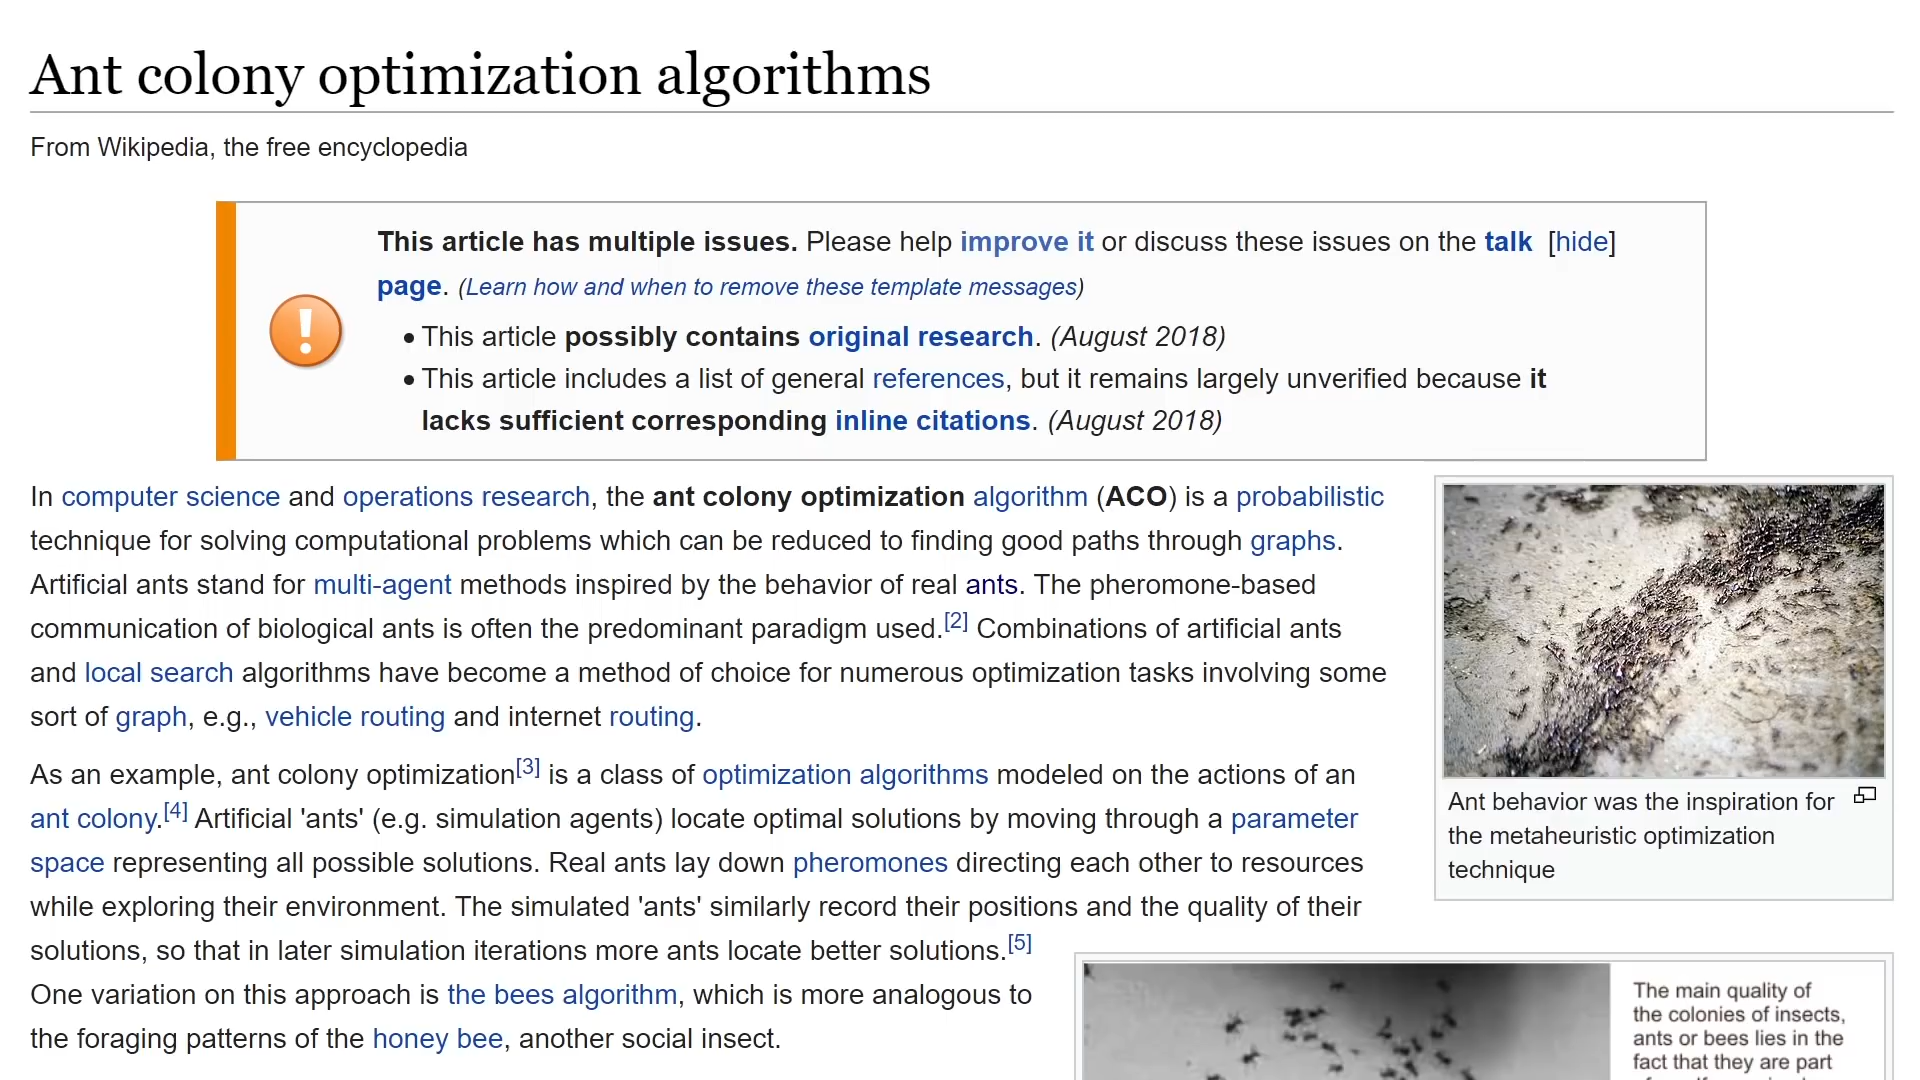 Ant colony optimization algorithms
From Wikipedia, the free encyclopedia
This article has multiple issues. Please help improve it or discuss these issues on the talk [hide]
page. (Learn how and when to remove these template messages)
• This article possibly contains original research. (August 2018)
• This article includes a list of general references, but it remains largely unverified because it
lacks sufficient corresponding inline citations. (August 2018)
In computer science and operations research, the ant colony optimization algorithm (ACO) is a probabilistic
technique for solving computational problems which can be reduced to finding good paths through graphs.
Artificial ants stand for multi-agent methods inspired by the behavior of real ants. The pheromone-based
communication of biological ants is often the predominant paradigm used.[2] Combinations of artificial ants
and local search algorithms have become a method of choice for numerous optimization tasks involving some
sort of graph, e.g., vehicle routing and internet routing.
Ant behavior was the inspiration for
the metaheuristic optimization
technique
As an example, ant colony optimization[3] is a class of optimization algorithms modeled on the actions of an
ant colony.[4] Artificial 'ants' (e.g. simulation agents) locate optimal solutions by moving through a parameter
space representing all possible solutions. Real ants lay down pheromones directing each other to resources
while exploring their environment. The simulated 'ants' similarly record their positions and the quality of their
solutions, so that in later simulation iterations more ants locate better solutions.[5]
One variation on this approach is the bees algorithm, which is more analogous to
the foraging patterns of the honey bee, another social insect.
The main quality of
the colonies of insects,
ants or bees lies in the
fact that they are part